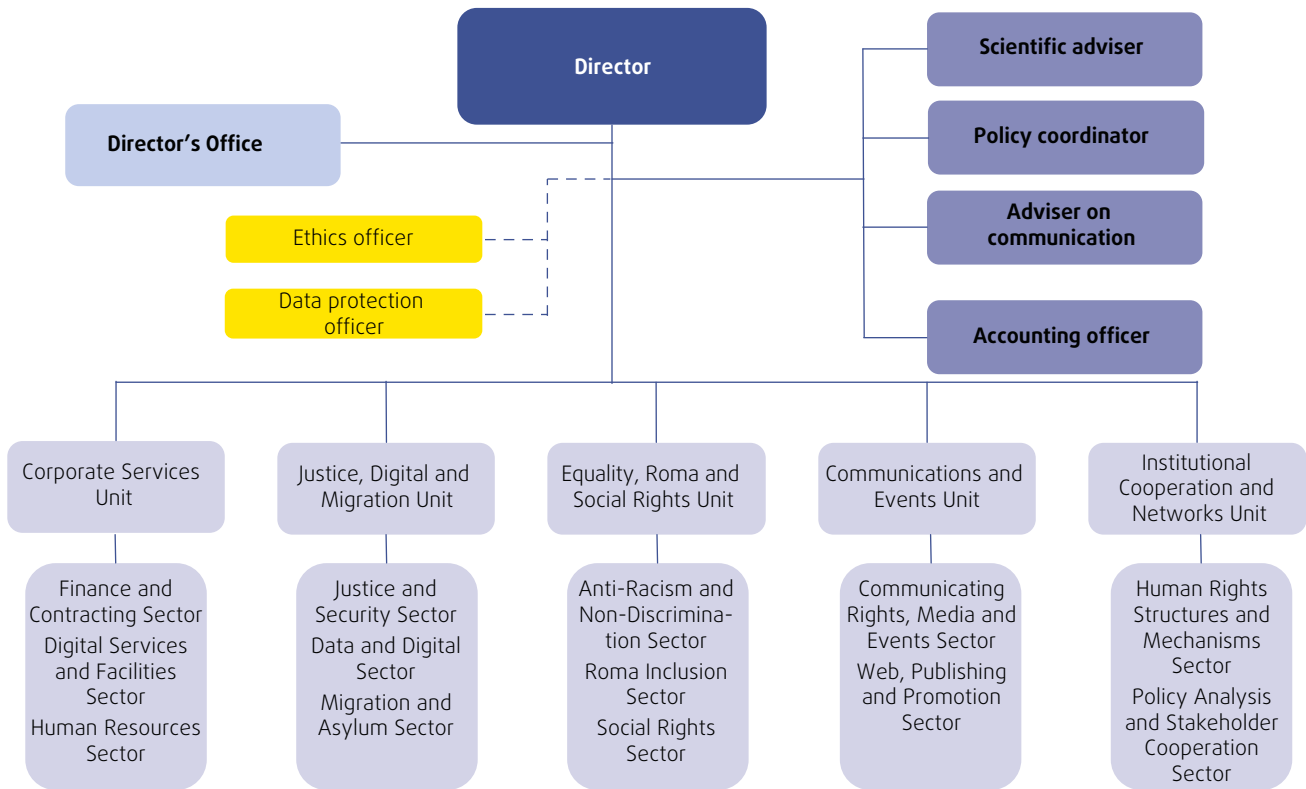 Director
Scientific adviser
Director’s Office
Policy coordinator
Adviser on
communication
Ethics officer
Data protection
officer
Accounting officer
Corporate Services
Unit
Justice, Digital and
Migration Unit
Equality, Roma and
Social Rights Unit
Communications and
Events Unit
Institutional
Cooperation and
Networks Unit
Finance and
Contracting Sector
Digital Services
and Facilities
Sector
Human Resources
Sector
Justice and
Security Sector
Data and Digital
Sector
Migration and
Asylum Sector
Anti-Racism and
Non-Discrimina-
tion Sector
Roma Inclusion
Sector
Social Rights
Sector
Communicating
Rights, Media and
Events Sector
Web, Publishing
and Promotion
Sector
Human Rights
Structures and
Mechanisms
Sector
Policy Analysis
and Stakeholder
Cooperation
Sector